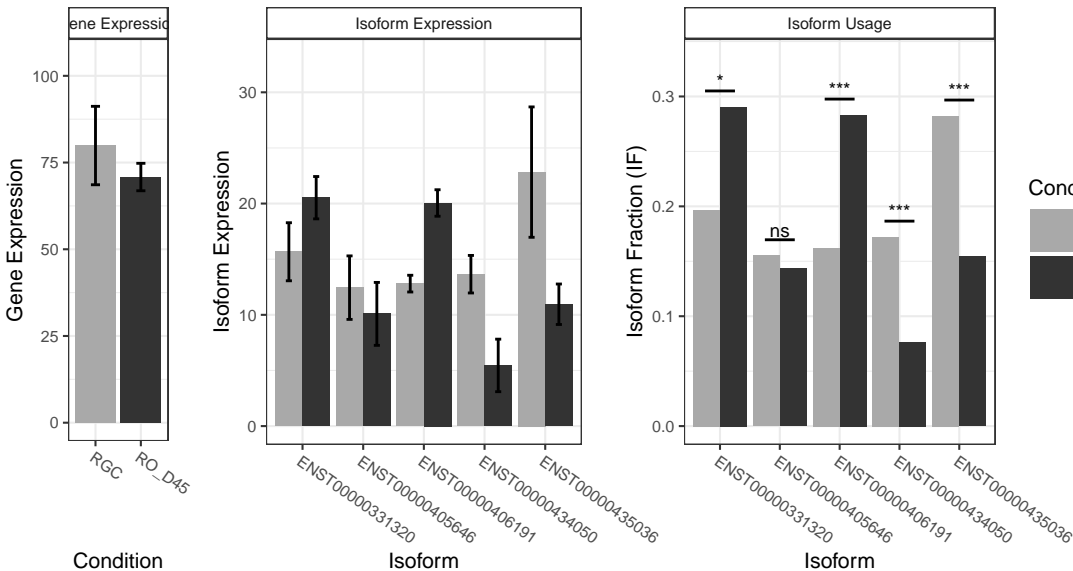 ene Expressio
Gene Expression
100
75
50
25
0
RGC
RO_D45
Condition
Isoform Expression
Isoform Expression
30
20
10
0
ENST00000331320
ENST00000405646
ENST00000406191
ENST00000434050
ENST00000435036
Isoform
Isoform Usage
Isoform Fraction (IF)
0.3
0.2
0.1
0.0
*
ns
***
***
***
ENST00000331320
ENST00000405646
ENST00000406191
ENST00000434050
ENST00000435036
Isoform
Cond